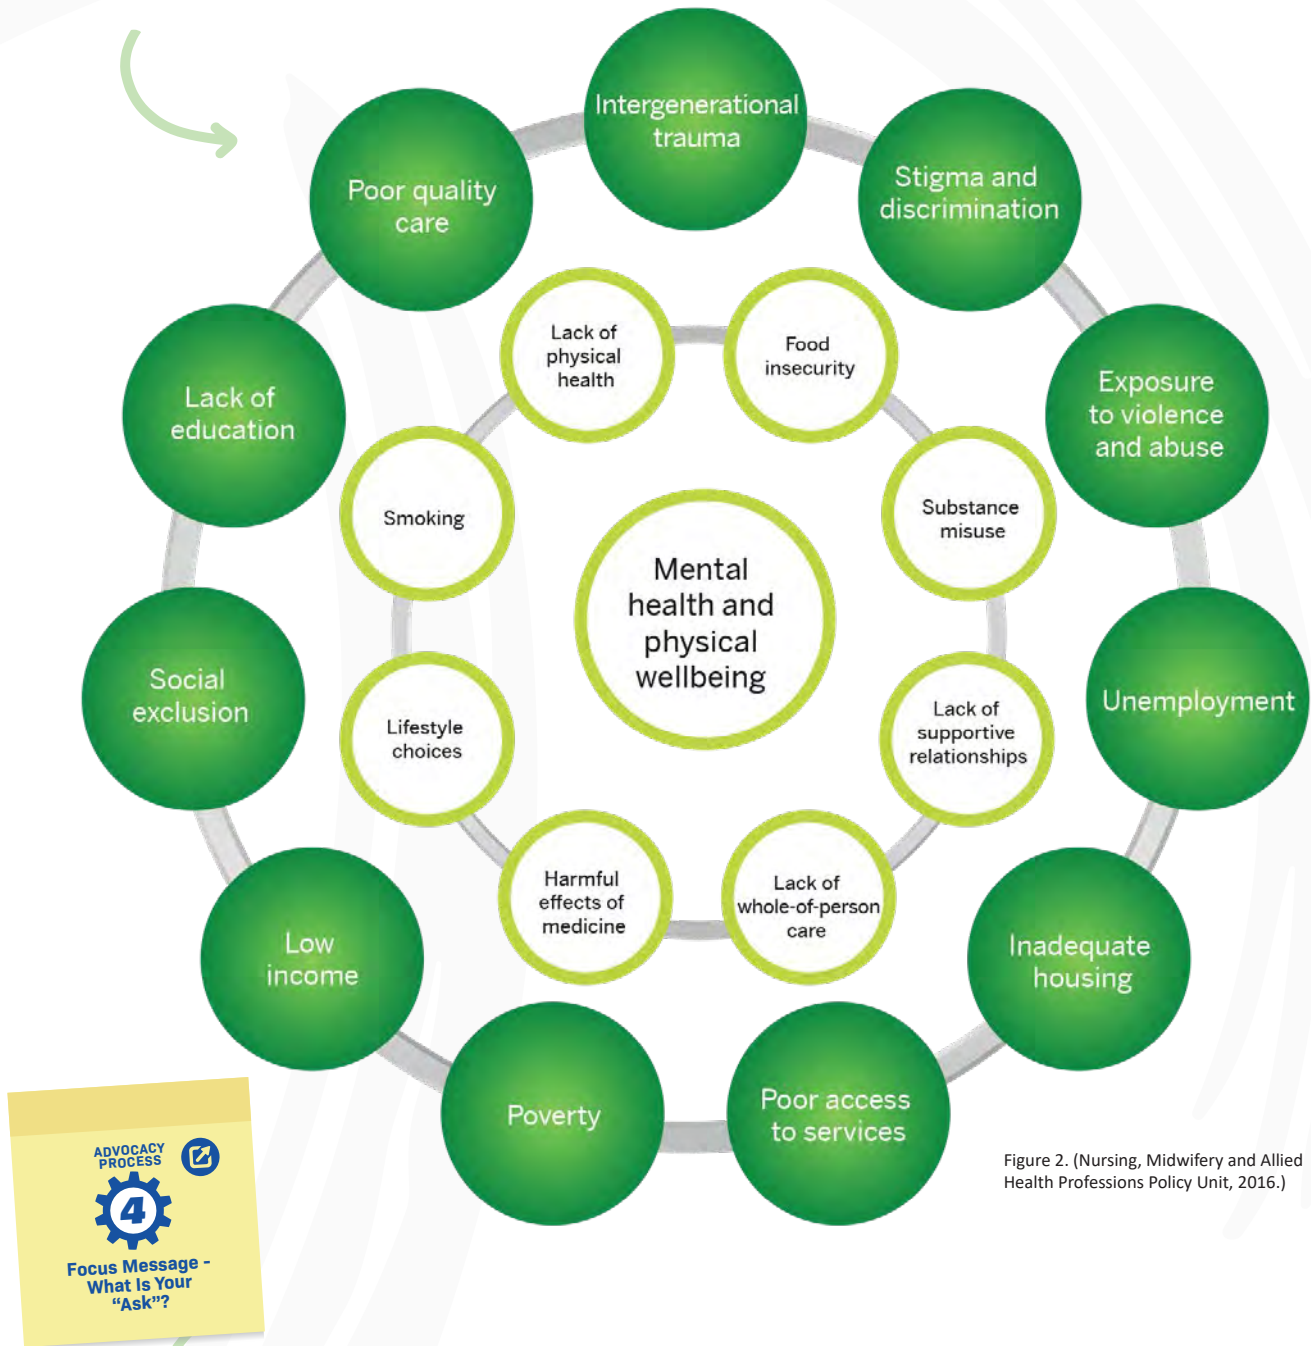 Intergenerational
trauma
Stigma and
discrimination
Poor quality
care
Exposure
to violence
and abuse
Lack of
education
Unemployment
Social
exclusion
Inadequate
housing
Low
income
Poor access
to services
Poverty
Lack of
physical
health
Food
insecurity
Smoking
Substance
misuse
Mental
health and
physical
wellbeing
Lifestyle
choices
Lack of
supportive
relationships
Harmful
effects of
medicine
Lack of
whole-of-person
care
ADVOCACY
PROCESS
4
Focus Message -
What Is Your
“Ask”?
Figure 2. (Nursing, Midwifery and Allied
Health Professions Policy Unit, 2016.)